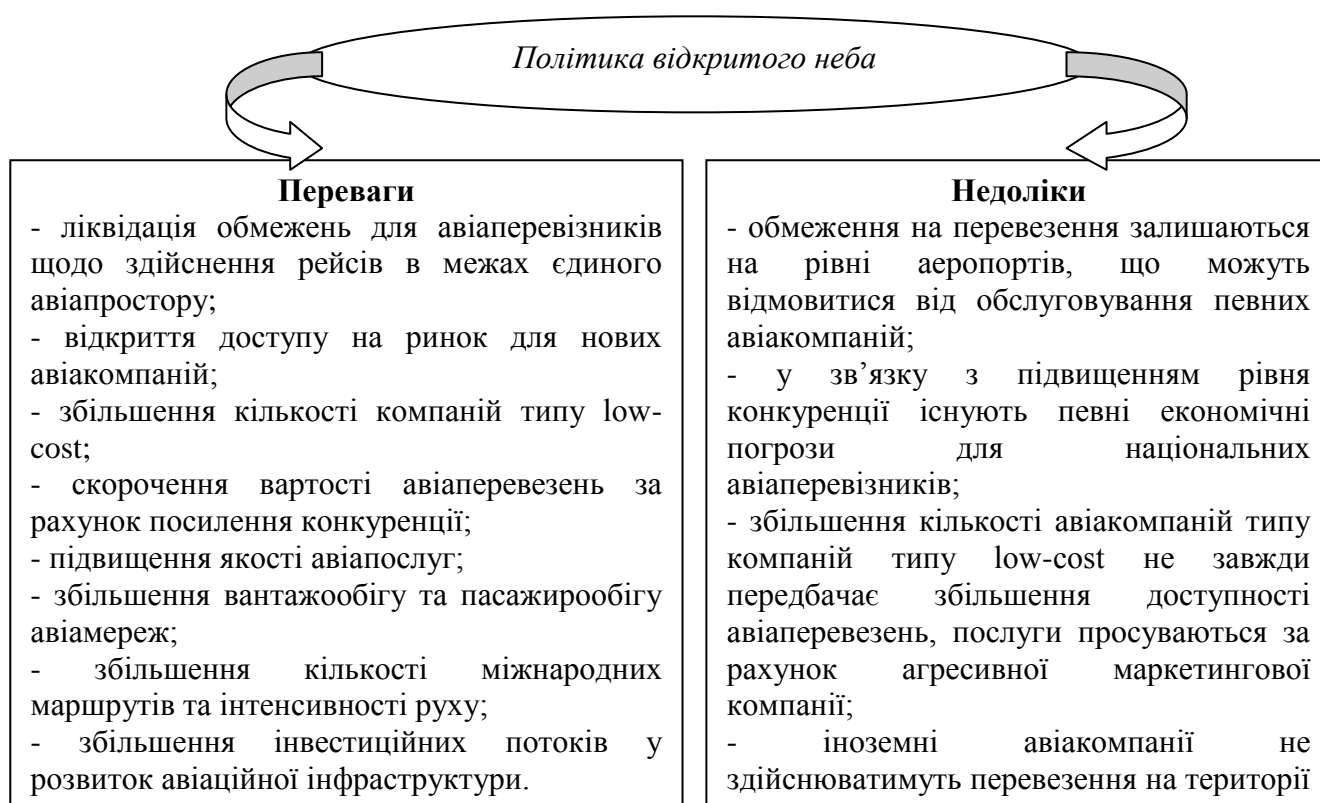 Політика відкритого неба
Переваги
- ліквідація обмежень для авіаперевізників
щодо здійснення рейсів в межах єдиного
авіапростору;
- відкриття доступу на ринок для нових
авіакомпаній;
- збільшення кількості компаній типу low-
cost;
- скорочення вартості авіаперевезень за
рахунок посилення конкуренції;
- підвищення якості авіапослуг;
- збільшення вантажообігу та пасажирообігу
авіамереж;
- збільшення кількості міжнародних
маршрутів та інтенсивності руху;
- збільшення інвестиційних потоків у
розвиток авіаційної інфраструктури.
Недоліки
- обмеження на перевезення залишаються
на рівні аеропортів, що можуть
відмовитися від обслуговування певних
авіакомпаній;
- у зв’язку з підвищенням рівня
конкуренції існують певні економічні
погрози для національних
авіаперевізників;
- збільшення кількості авіакомпаній типу
компаній типу low-cost не завжди
передбачає збільшення доступності
авіаперевезень, послуги просуваються за
рахунок агресивної маркетингової
компанії;
- іноземні авіакомпанії не
здійснюватимуть перевезення на території